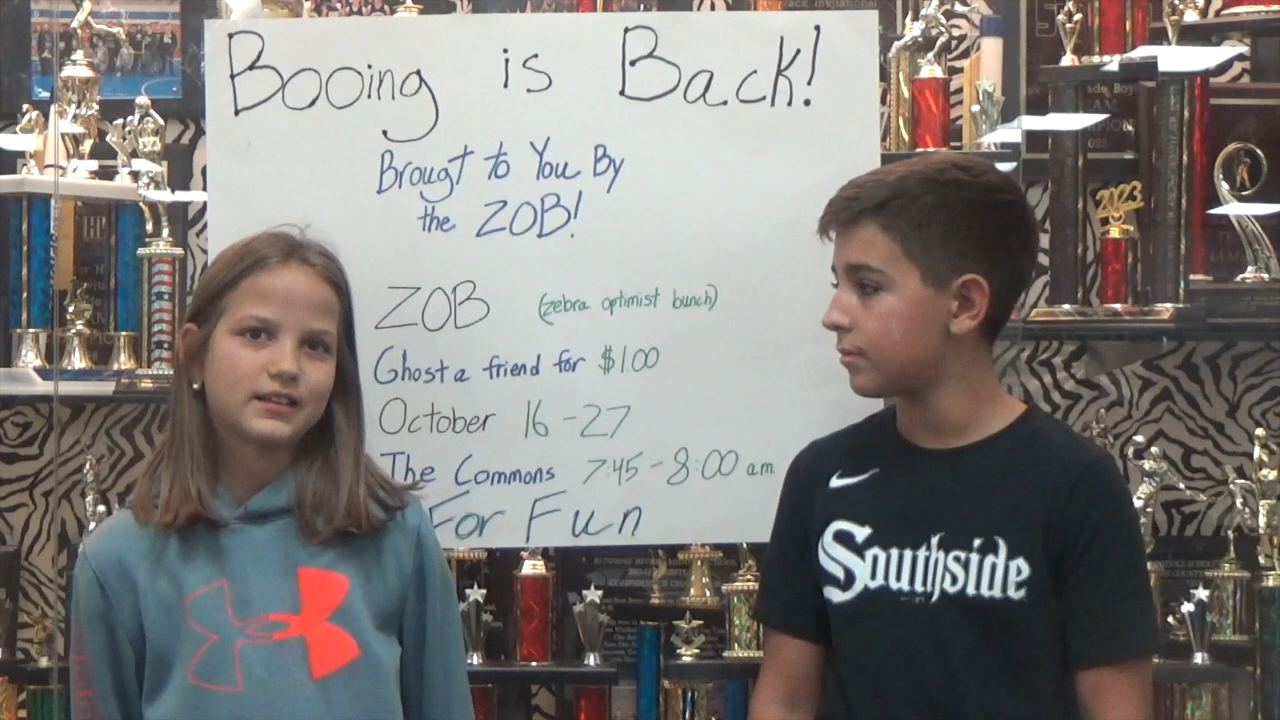 Booing is Back!
Brougt to You By
the ZOB!
ZOB (zebra optimist bunch)
Ghost a friend for $1.00
October 16-27
The Commons 7:45-8:00 am
For Fun
Southside
2023